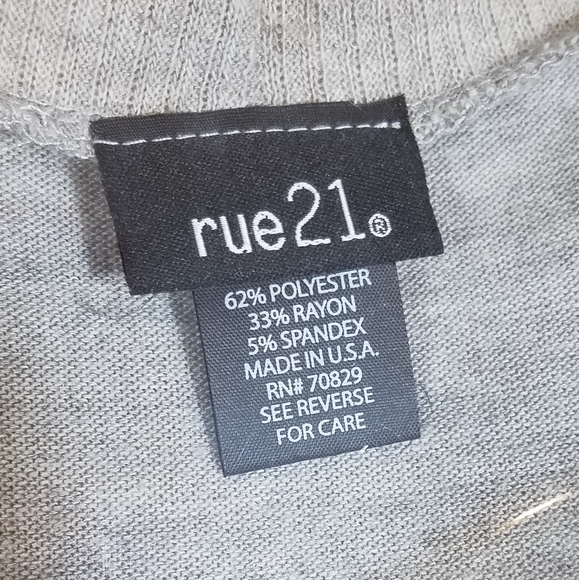 rue21®
62% POLYESTER
33% RAYON
5% SPANDEX
MADE IN U.S.A.
RN# 70829
SEE REVERSE
FOR CARE